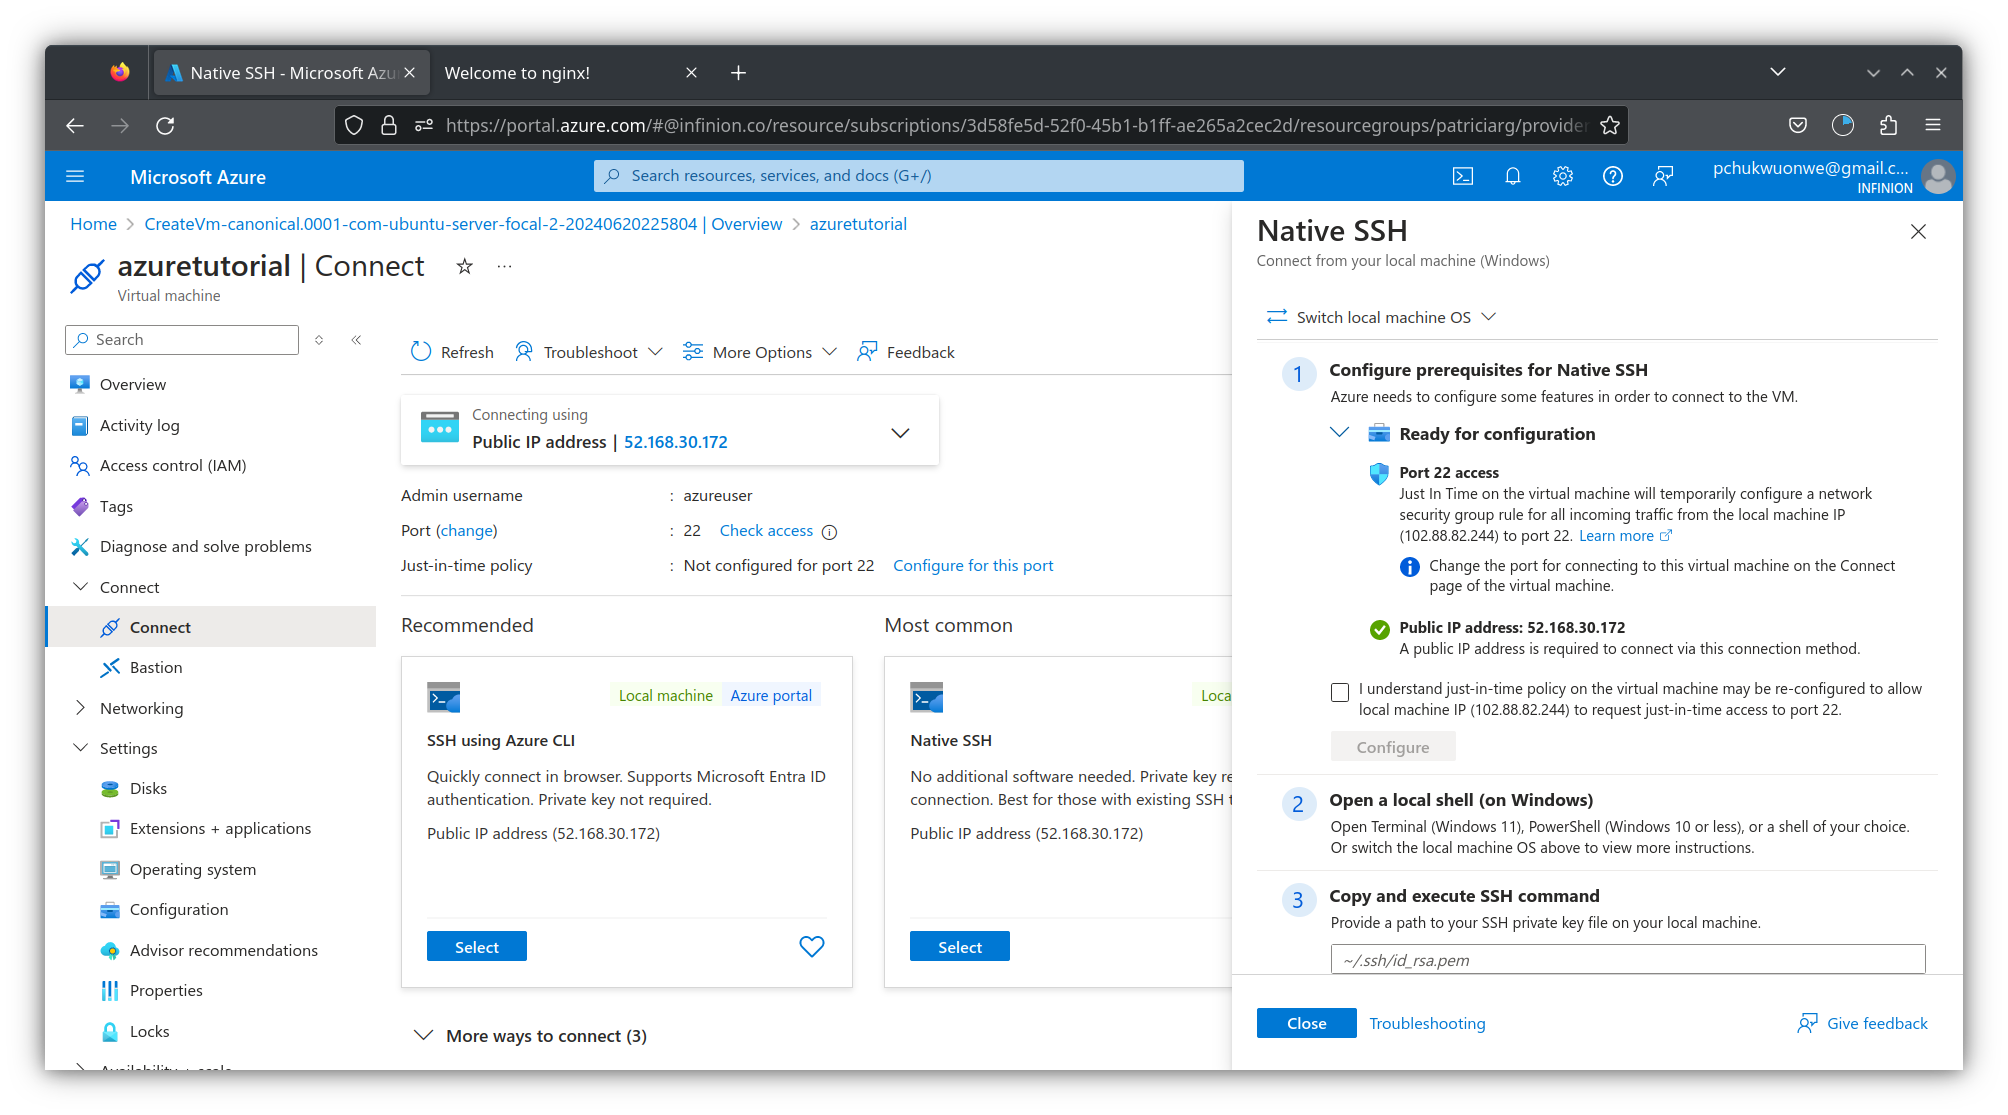 Native SSH - Microsoft Azu
Welcome to nginx!
https://portal.azure.com/#@infinion.co/resource/subscriptions/3d58fe5d-52f0-45b1-b1ff-ae265a2cec2d/resourcegroups/patriciarg/provider
Microsoft Azure
Search resources, services, and docs (G+/)
pchukwuonwe@gmail.c...
INFINION
Home > CreateVm-canonical.0001-com-ubuntu-server-focal-2-20240620225804 | Overview > azuretutorial
azuretutorial | Connect
Virtual machine
Search
Overview
Activity log
Access control (IAM)
Tags
Diagnose and solve problems
Connect
Connect
Bastion
Networking
Settings
Disks
Extensions + applications
Operating system
Configuration
Advisor recommendations
Properties
Locks
Refresh
Troubleshoot
More Options
Feedback
Connecting using
Public IP address | 52.168.30.172
Admin username : azureuser
Port (change) : 22 Check access
Just-in-time policy : Not configured for port 22 Configure for this port
Recommended
Local machine
Azure portal
SSH using Azure CLI
Quickly connect in browser. Supports Microsoft Entra ID
authentication. Private key not required.
Public IP address (52.168.30.172)
Select
Most common
Loca
Native SSH
No additional software needed. Private key re
connection. Best for those with existing SSH t
Public IP address (52.168.30.172)
Select
More ways to connect (3)
Native SSH
Connect from your local machine (Windows)
Switch local machine OS
1
Configure prerequisites for Native SSH
Azure needs to configure some features in order to connect to the VM.
Ready for configuration
Port 22 access
Just In Time on the virtual machine will temporarily configure a network
security group rule for all incoming traffic from the local machine IP
(102.88.82.244) to port 22. Learn more
Change the port for connecting to this virtual machine on the Connect
page of the virtual machine.
Public IP address: 52.168.30.172
A public IP address is required to connect via this connection method.
I understand just-in-time policy on the virtual machine may be re-configured to allow
local machine IP (102.88.82.244) to request just-in-time access to port 22.
Configure
2
Open a local shell (on Windows)
Open Terminal (Windows 11), PowerShell (Windows 10 or less), or a shell of your choice.
Or switch the local machine OS above to view more instructions.
3
Copy and execute SSH command
Provide a path to your SSH private key file on your local machine.
~/.ssh/id_rsa.pem
Close
Troubleshooting
Give feedback